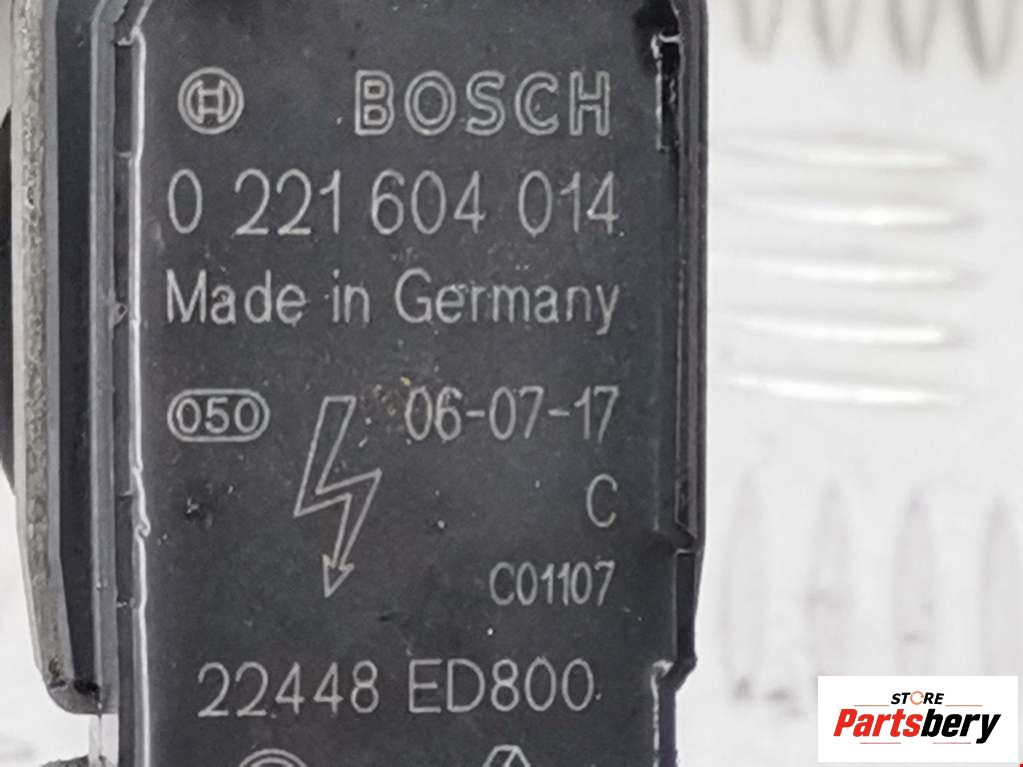 BOSCH
0 221 604 014
Made in Germany
050 06-07-17
C
C01107
22448 ED800
STORE
Partsbery